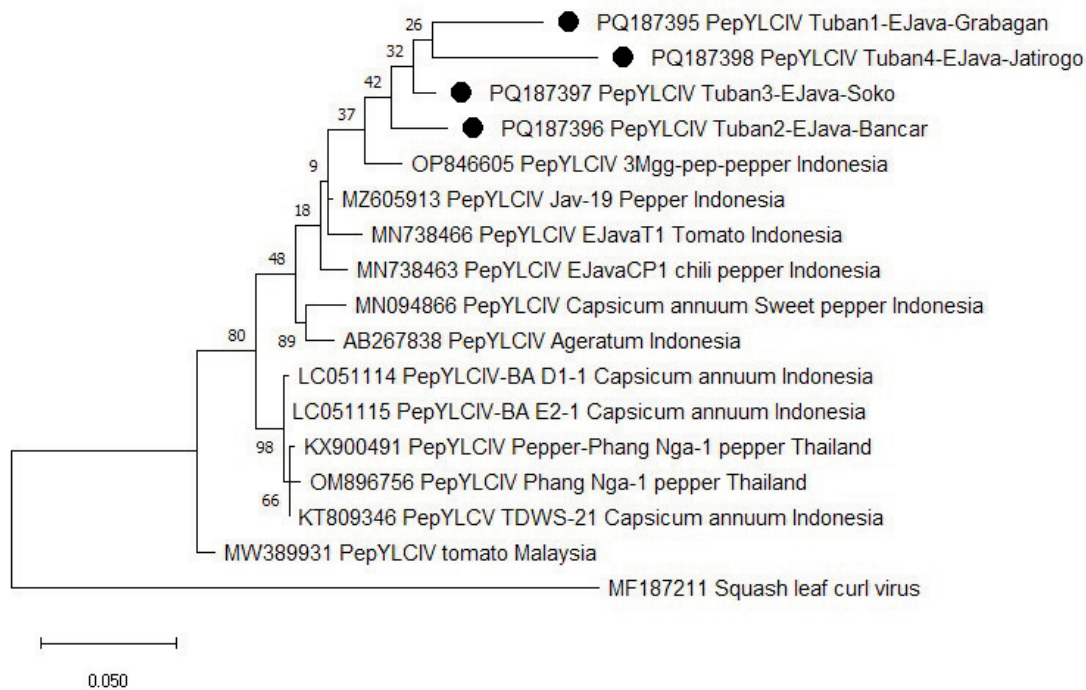 26
PQ187395 PepYLCIV Tuban1-EJava-Grabagan
32
PQ187398 PepYLCIV Tuban4-EJava-Jatirogo
42
PQ187397 PepYLCIV Tuban3-EJava-Soko
37
PQ187396 PepYLCIV Tuban2-EJava-Bancar
9
OP846605 PepYLCIV 3Mgg-pep-pepper Indonesia
MZ605913 PepYLCIV Jav-19 Pepper Indonesia
18
MN738466 PepYLCIV EJavaT1 Tomato Indonesia
48
MN738463 PepYLCIV EJavaCP1 chili pepper Indonesia
MN094866 PepYLCIV Capsicum annuum Sweet pepper Indonesia
80
89
AB267838 PepYLCIV Ageratum Indonesia
LC051114 PepYLCIV-BA D1-1 Capsicum annuum Indonesia
LC051115 PepYLCIV-BA E2-1 Capsicum annuum Indonesia
98
KX900491 PepYLCIV Pepper-Phang Nga-1 pepper Thailand
OM896756 PepYLCIV Phang Nga-1 pepper Thailand
66
KT809346 PepYLCV TDWS-21 Capsicum annuum Indonesia
MW389931 PepYLCIV tomato Malaysia
MF187211 Squash leaf curl virus
0.050